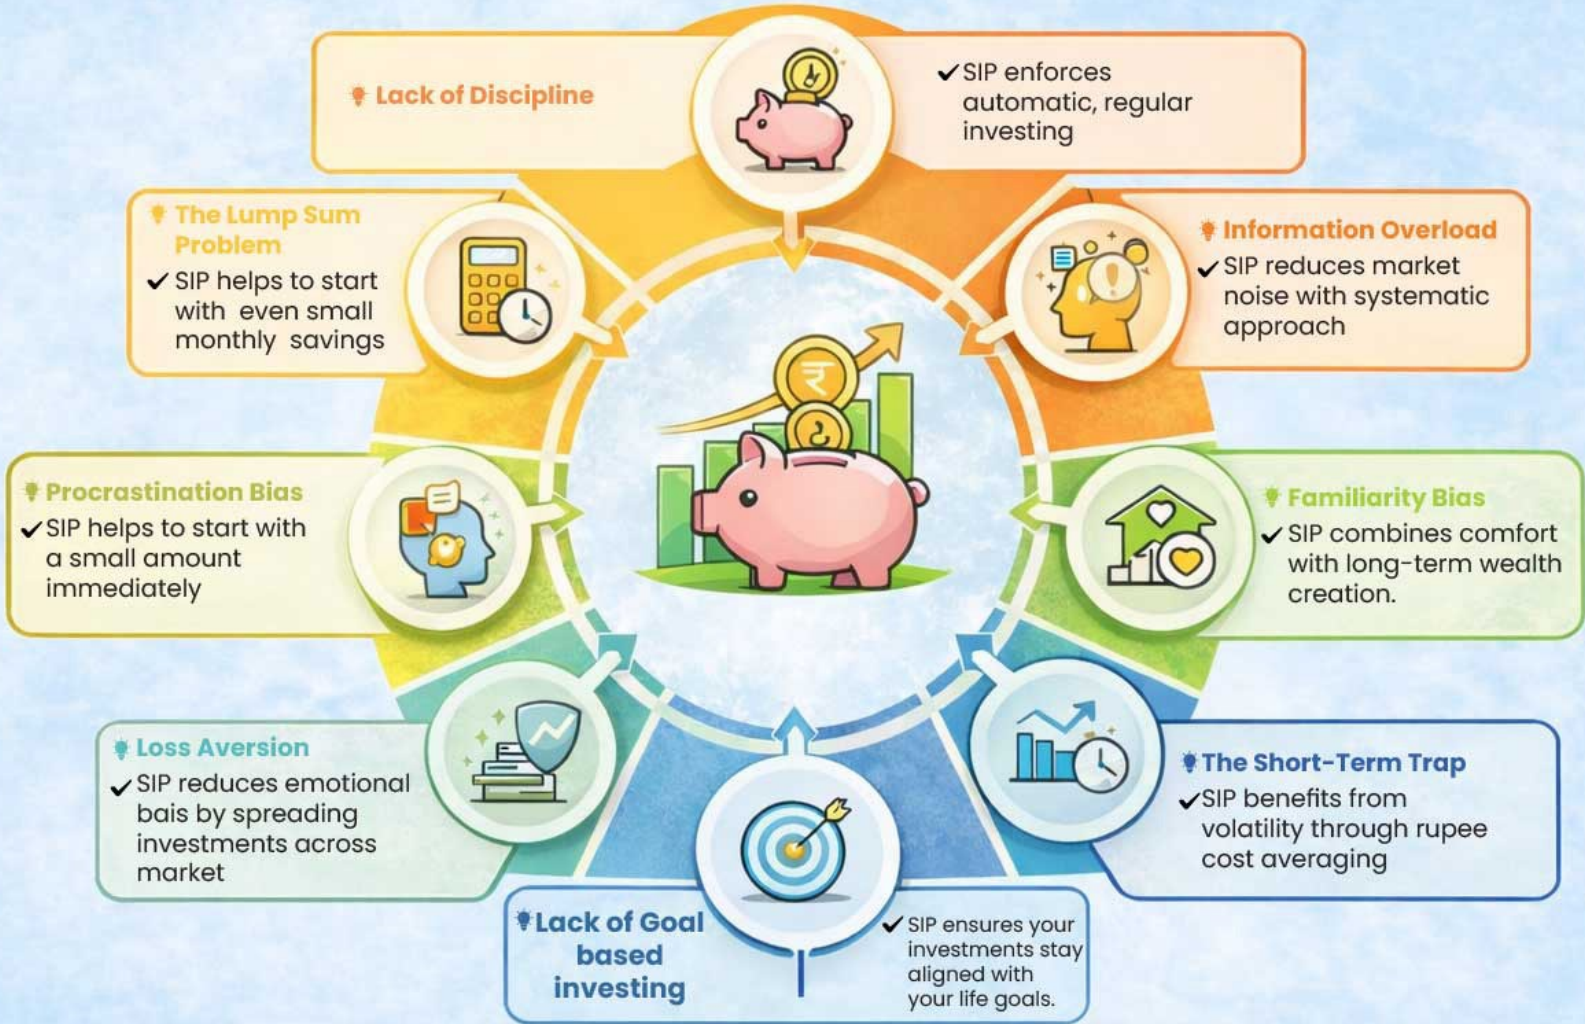 Lack of Discipline
SIP enforces
automatic, regular
investing
The Lump Sum
Problem
SIP helps to start
with even small
monthly savings
Information Overload
SIP reduces market
noise with systematic
approach
Procrastination Bias
SIP helps to start with
a small amount
immediately
₹
Familiarity Bias
SIP combines comfort
with long-term wealth
creation.
Loss Aversion
SIP reduces emotional
bais by spreading
investments across
market
The Short-Term Trap
SIP benefits from
volatility through rupee
cost averaging
Lack of Goal
based
investing
SIP ensures your
investments stay
aligned with
your life goals.